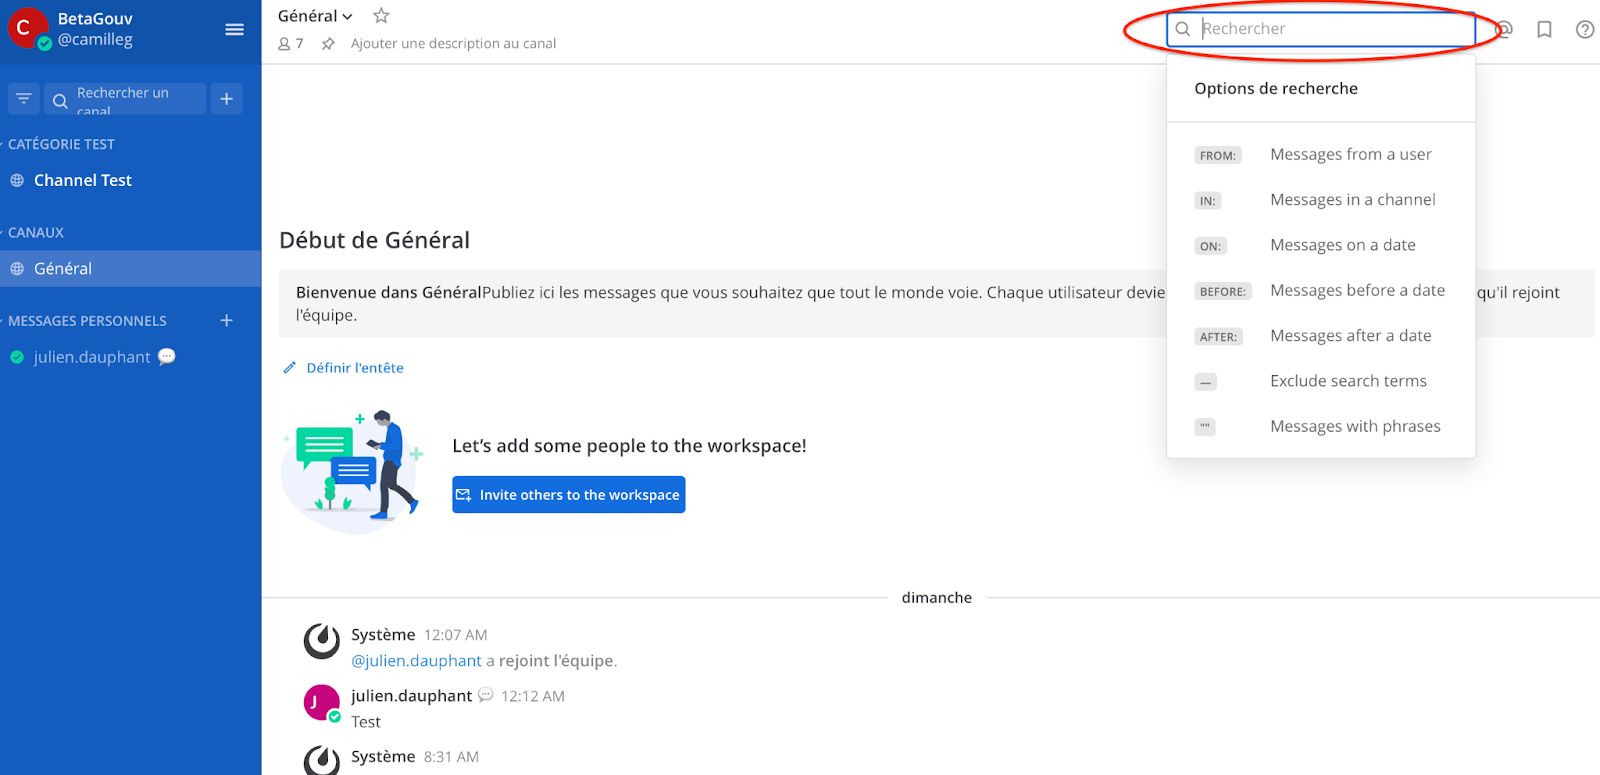 C
BetaGouv
@camilleg
Rechercher un
canal
CATÉGORIE TEST
Channel Test
CANAUX
Général
MESSAGES PERSONNELS
julien.dauphant
Général
7
Ajouter une description au canal
Rechercher
Options de recherche
FROM: Messages from a user
IN: Messages in a channel
ON: Messages on a date
BEFORE: Messages before a date
AFTER: Messages after a date
— Exclude search terms
"" Messages with phrases
Début de Général
Bienvenue dans GénéralPubliez ici les messages que vous souhaitez que tout le monde voie. Chaque utilisateur devie qu'il rejoint
l'équipe.
Définir l'entête
Let's add some people to the workspace!
Invite others to the workspace
dimanche
Système 12:07 AM
@julien.dauphant a rejoint l'équipe.
J
julien.dauphant 12:12 AM
Test
Système 8:31 AM